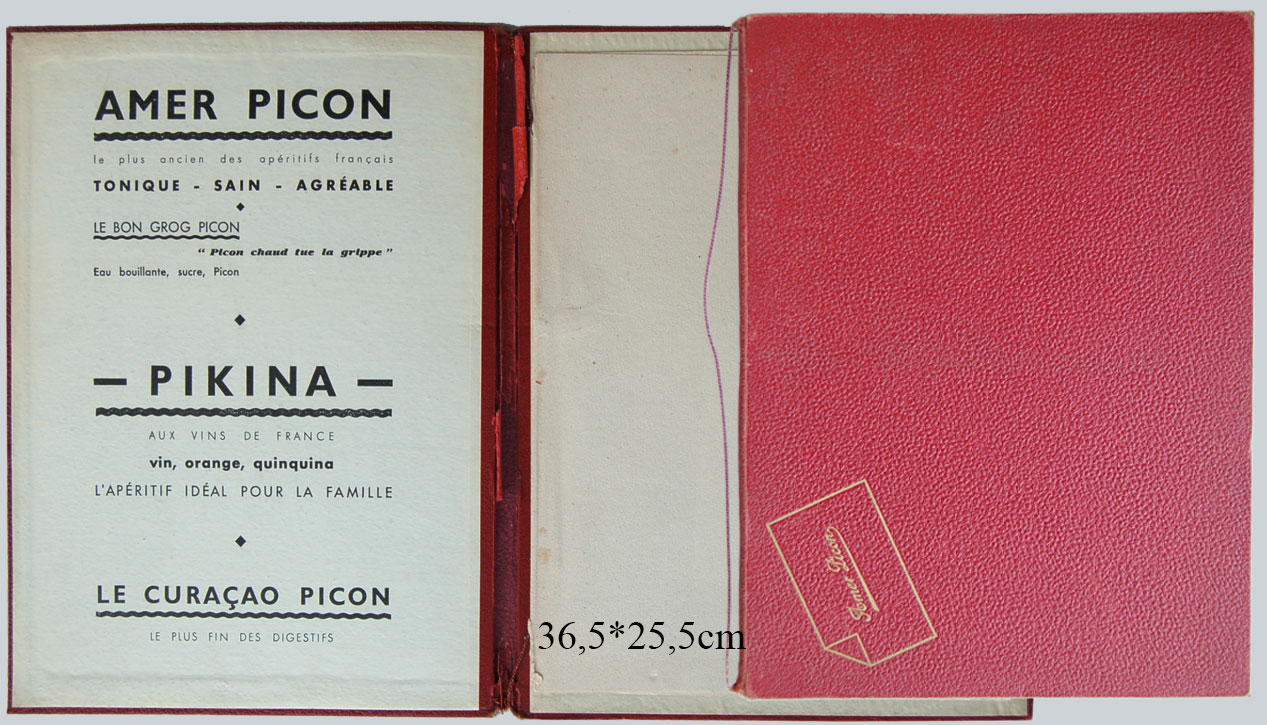 AMER PICON
le plus ancien des apéritifs français
TONIQUE - SAIN - AGRÉABLE
LE BON GROG PICON
“ Picon chaud tue la grippe ”
Eau bouillante, sucre, Picon
— PIKINA —
AUX VINS DE FRANCE
vin, orange, quinquina
L'APÉRITIF IDÉAL POUR LA FAMILLE
LE CURAÇAO PICON
LE PLUS FIN DES DIGESTIFS
36,5*25,5cm
Amer Picon